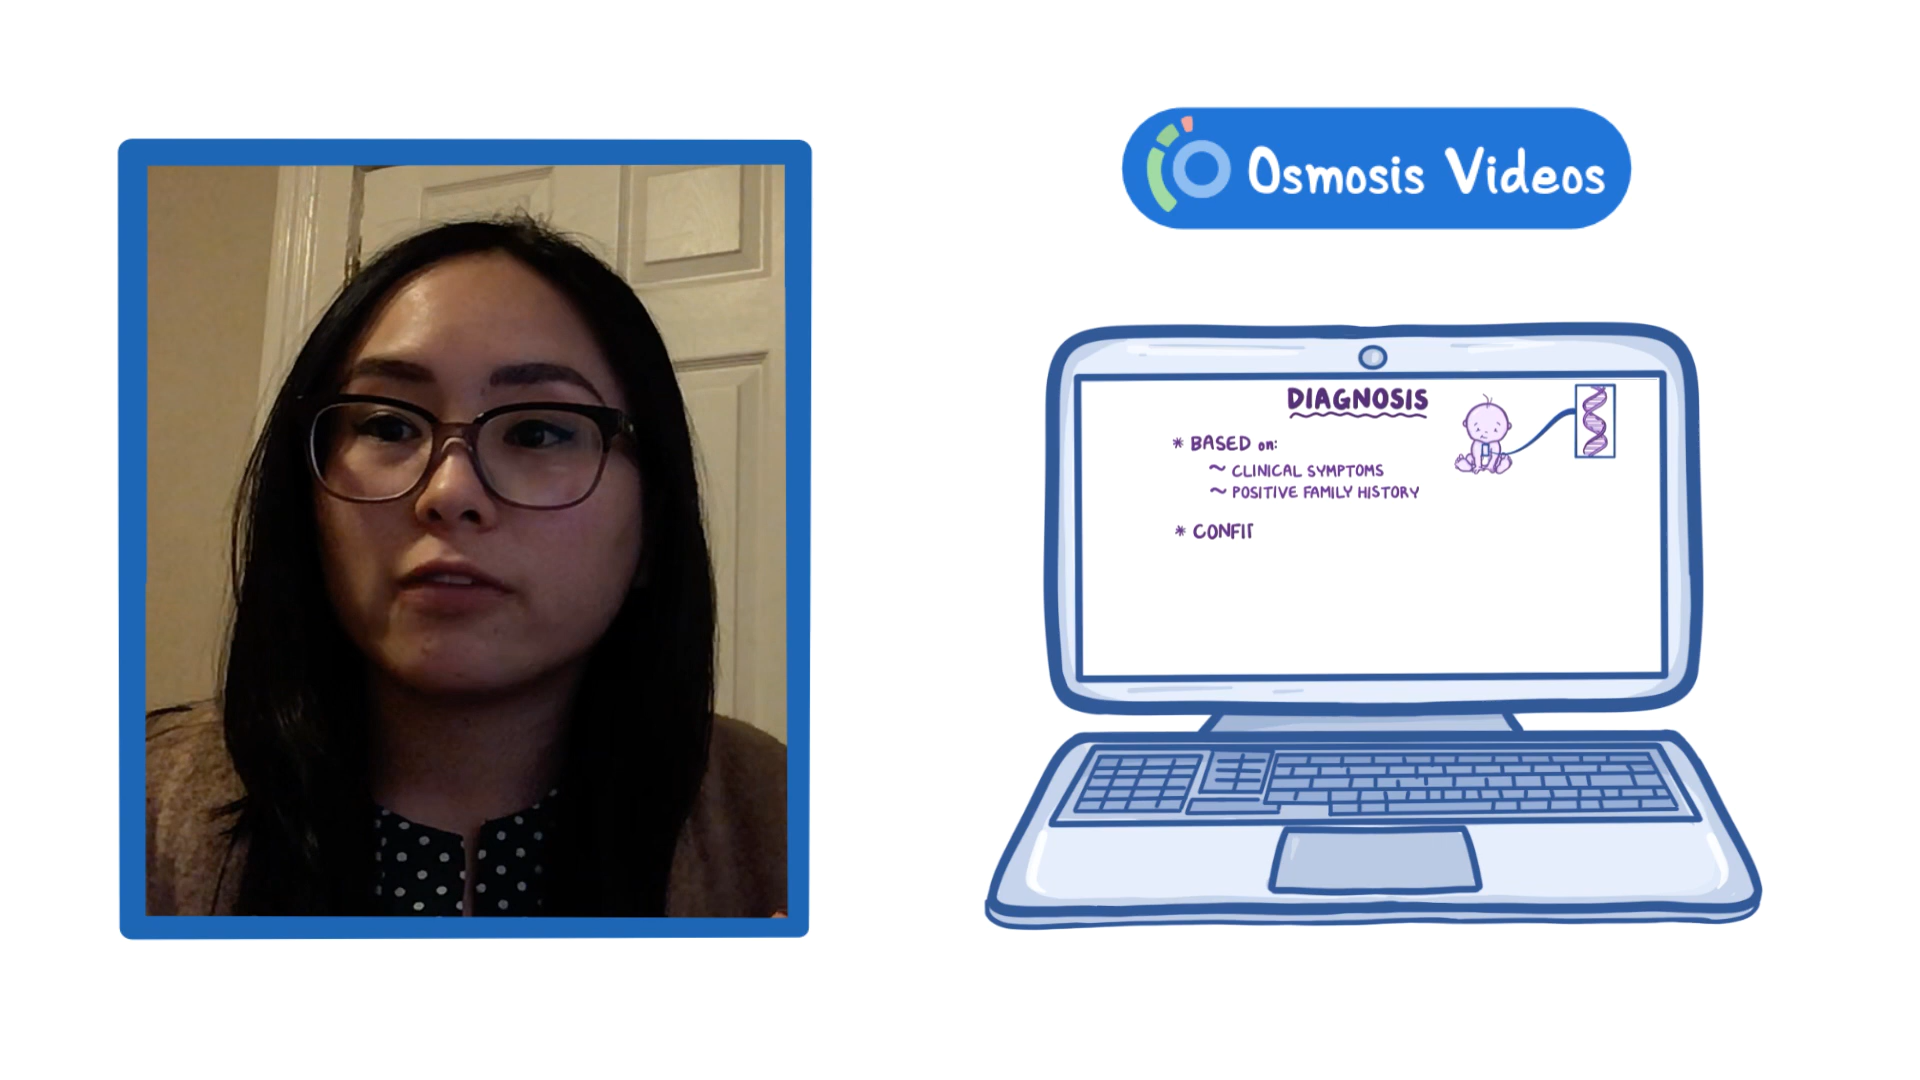 Osmosis Videos
DIAGNOSIS
* BASED on:
~ CLINICAL SYMPTOMS
~ POSITIVE FAMILY HISTORY
* CONFI